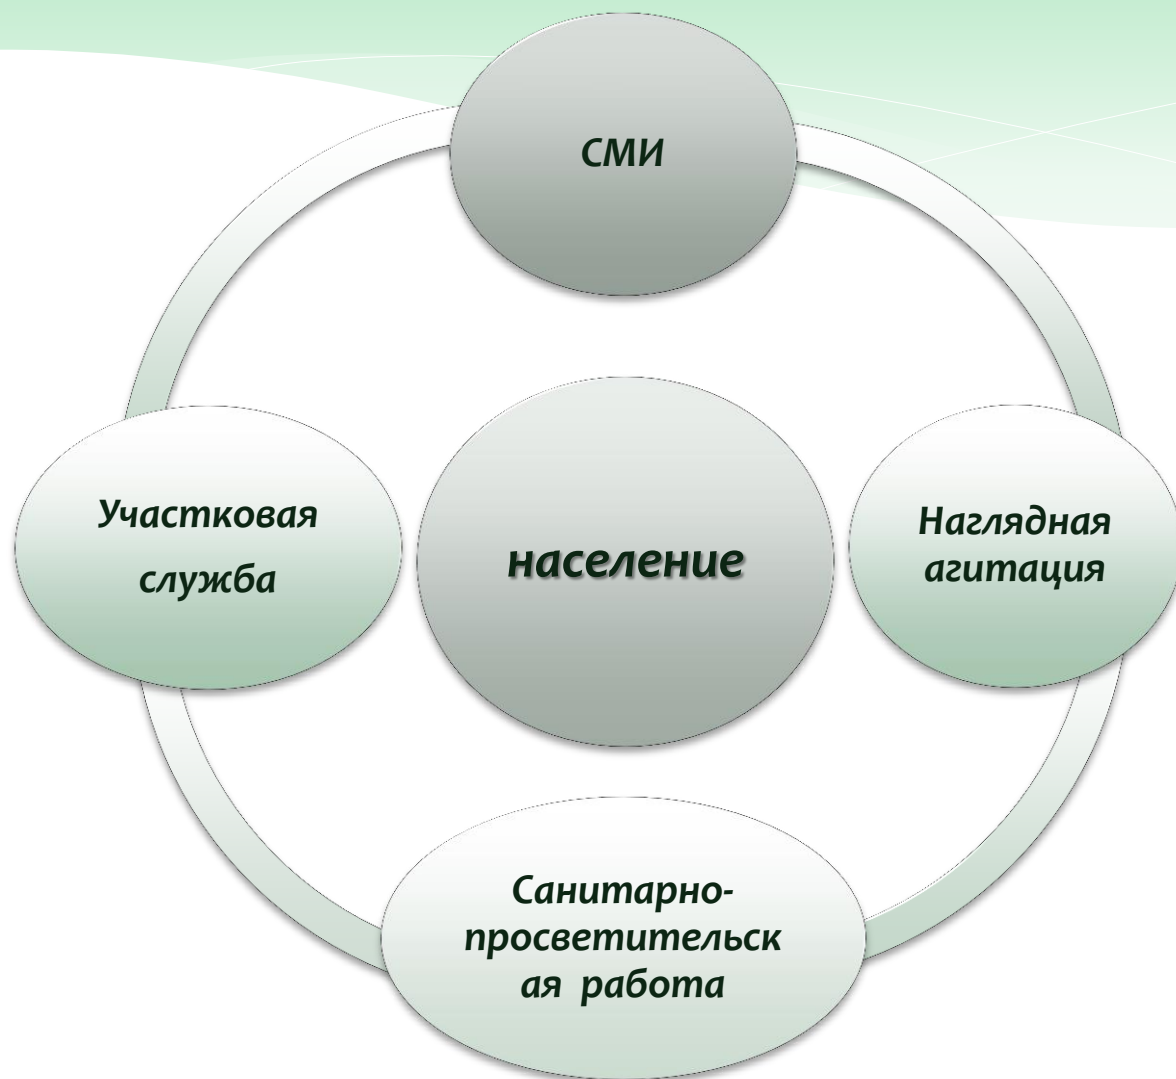 СМИ
Участковая
служба
население
Наглядная
агитация
Санитарно-
просветительск
ая работа